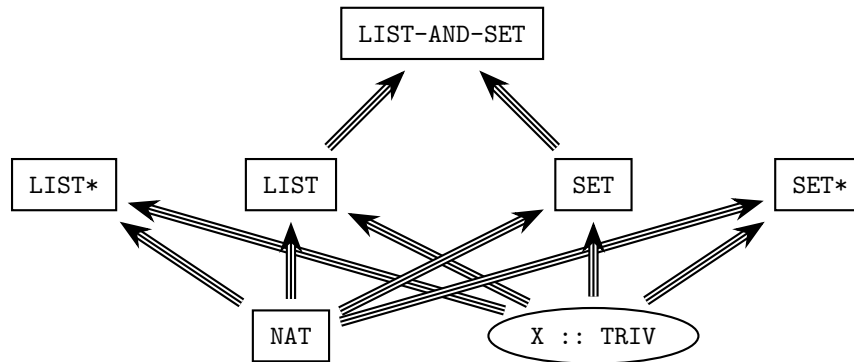 LIST-AND-SET
LIST* LIST SET SET*
NAT X :: TRIV